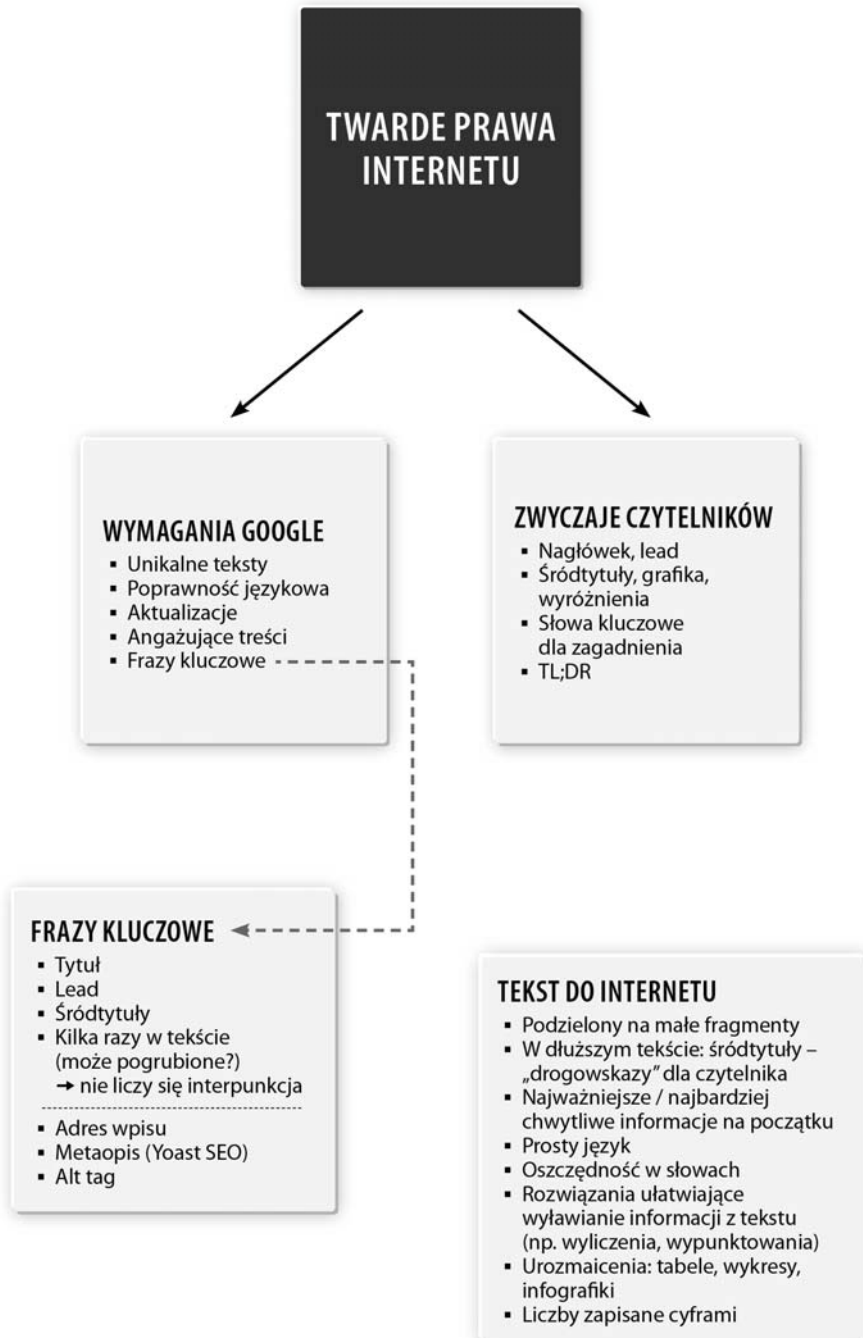 TWARDE PRAWA
INTERNETU
WYMAGANIA GOOGLE
▪ Unikalne teksty
▪ Poprawność językowa
▪ Aktualizacje
▪ Angażujące treści
▪ Frazy kluczowe
ZWYCZAJE CZYTELNIKÓW
▪ Nagłówek, lead
▪ Śródtytuły, grafika,
wyróżnienia
▪ Słowa kluczowe
dla zagadnienia
▪ TL;DR
FRAZY KLUCZOWE
▪ Tytuł
▪ Lead
▪ Śródtytuły
▪ Kilka razy w tekście
(może pogrubione?)
→ nie liczy się interpunkcja
▪ Adres wpisu
▪ Metaopis (Yoast SEO)
▪ Alt tag
TEKST DO INTERNETU
▪ Podzielony na małe fragmenty
▪ W dłuższym tekście: śródtytuły –
„drogowskazy” dla czytelnika
▪ Najważniejsze / najbardziej
chwytliwe informacje na początku
▪ Prosty język
▪ Oszczędność w słowach
▪ Rozwiązania ułatwiające
wyławianie informacji z tekstu
(np. wyliczenia, wypunktowania)
▪ Urozmaicenia: tabele, wykresy,
infografiki
▪ Liczby zapisane cyframi